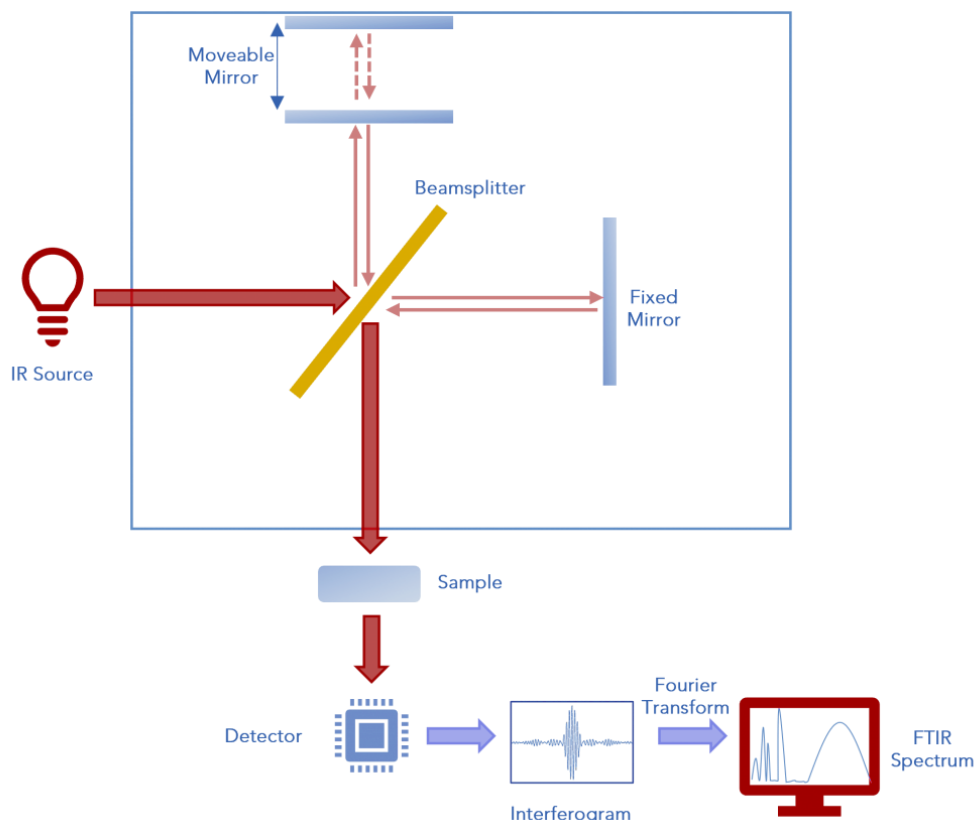 Moveable
Mirror
Beamsplitter
Fixed
Mirror
IR Source
Sample
Fourier
Transform
Detector
FTIR
Spectrum
Interferogram